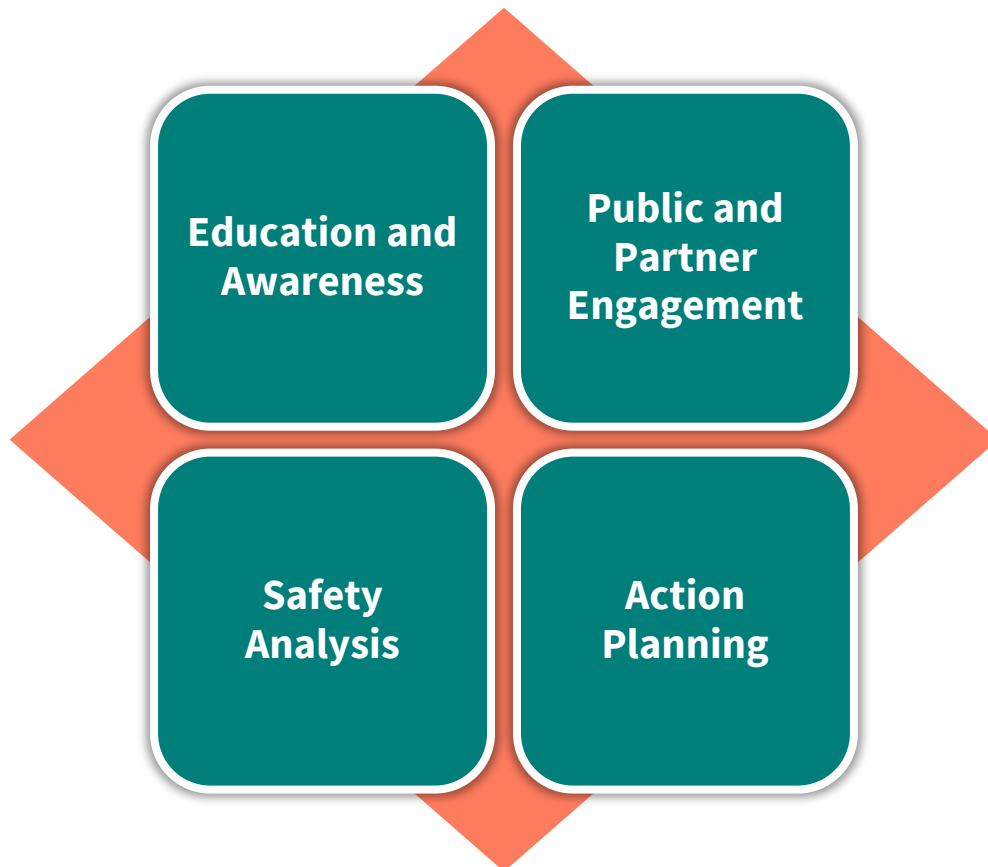 Education and
Awareness
Public and
Partner
Engagement
Safety
Analysis
Action
Planning